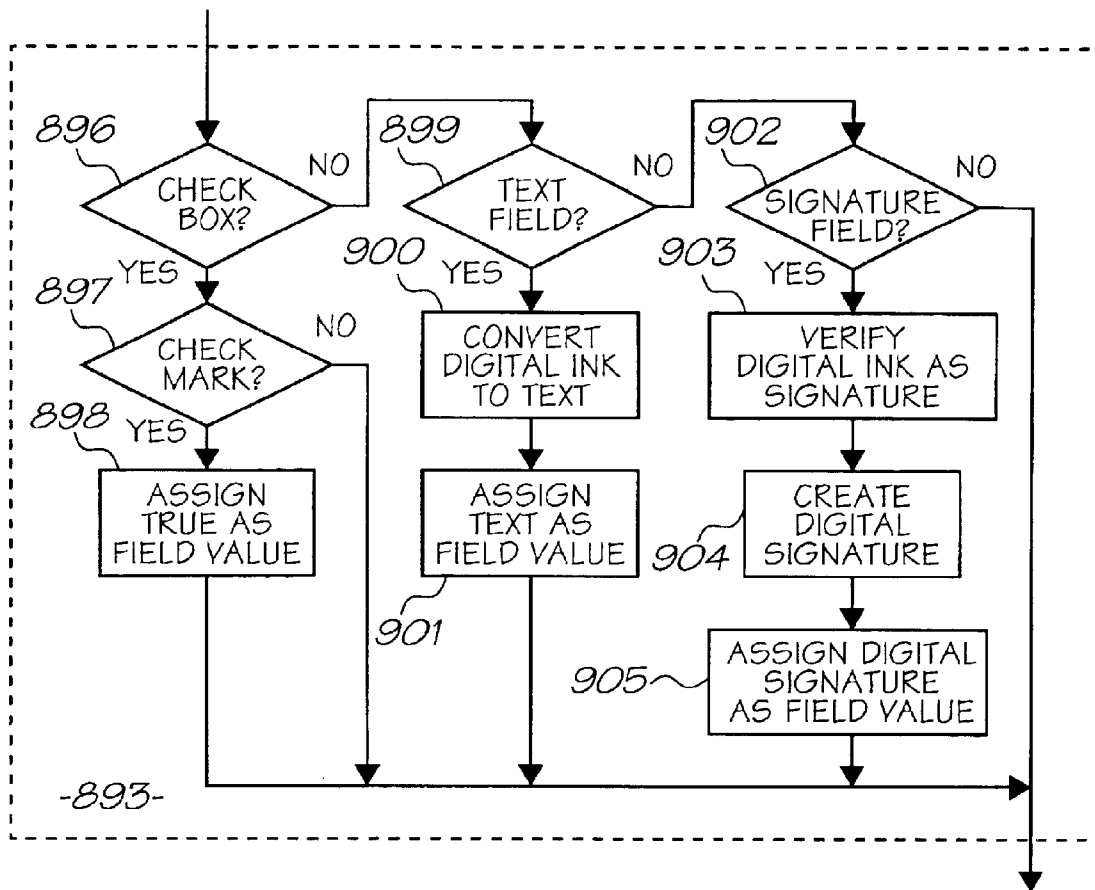 896
CHECK
BOX?
NO
YES
899
TEXT
FIELD?
NO
YES
902
SIGNATURE
FIELD?
NO
YES
897
CHECK
MARK?
NO
YES
898
ASSIGN
TRUE AS
FIELD VALUE
900
CONVERT
DIGITAL INK
TO TEXT
901
ASSIGN
TEXT AS
FIELD VALUE
903
VERIFY
DIGITAL INK AS
SIGNATURE
904
CREATE
DIGITAL
SIGNATURE
905
ASSIGN DIGITAL
SIGNATURE
AS FIELD VALUE
-893-